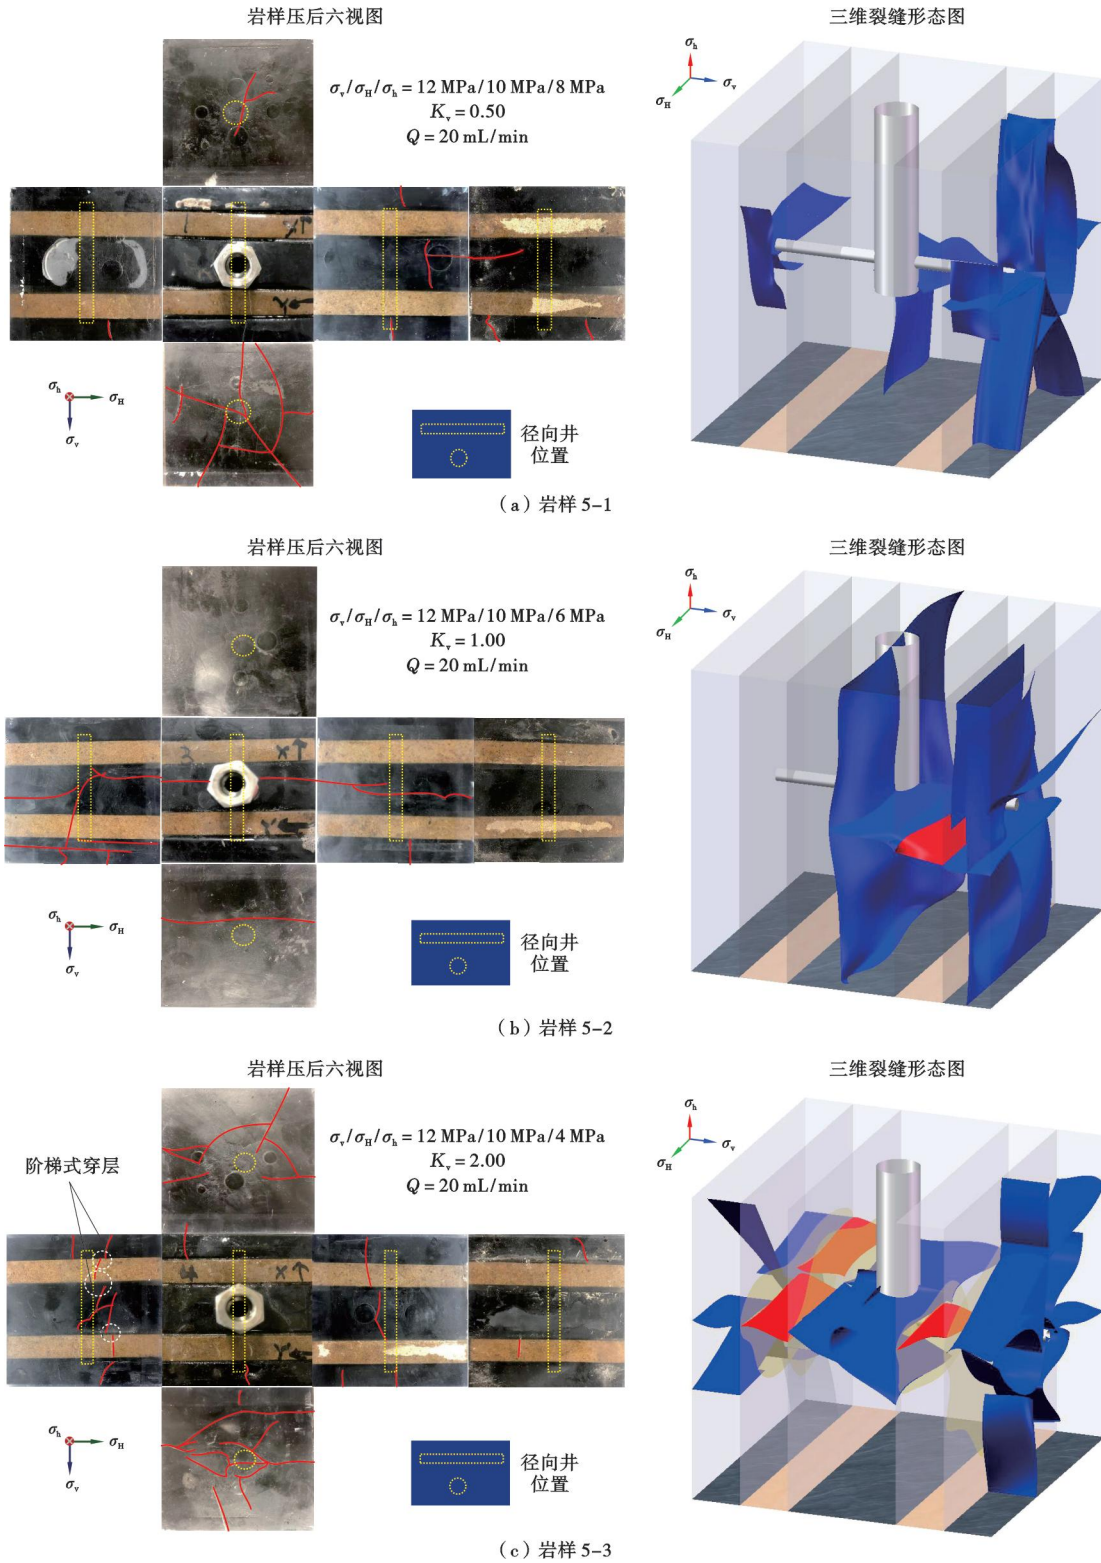 岩样压后六视图
三维裂缝形态图
σv/σH/σh = 12 MPa/10 MPa/8 MPa
Kv = 0.50
Q = 20 mL/min
σh
σv
σH
σh
σH
σv
径向井
位置
(a)岩样 5-1
岩样压后六视图
三维裂缝形态图
σv/σH/σh = 12 MPa/10 MPa/6 MPa
Kv = 1.00
Q = 20 mL/min
σh
σv
σH
σh
σH
σv
径向井
位置
(b)岩样 5-2
岩样压后六视图
三维裂缝形态图
σv/σH/σh = 12 MPa/10 MPa/4 MPa
Kv = 2.00
Q = 20 mL/min
阶梯式穿层
σh
σv
σH
σh
σH
σv
径向井
位置
(c)岩样 5-3